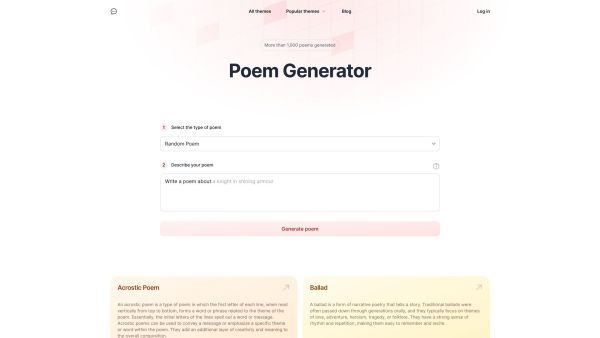 All themes Popular themes Blog Log in
More than 1,000 poems generated
Poem Generator
1 Select the type of poem
Random Poem
2 Describe your poem
Write a poem about a knight in shining armour
Generate poem
Acrostic Poem
An acrostic poem is a type of poem in which the first letter of each line, when read
vertically from top to bottom, forms a word or phrase related to the theme of the
poem. Essentially, the initial letters of the lines spell out a word or message.
Acrostic poems can be used to convey a message or emphasize a specific theme
or word within the poem. They add an additional layer of creativity and meaning to
the overall composition.
Ballad
A ballad is a form of narrative poetry that tells a story. Traditional ballads were
often passed down through generations orally, and they typically focus on themes
of love, adventure, heroism, tragedy, or folklore. They have a strong sense of
rhythm and repetition, making them easy to remember and recite.